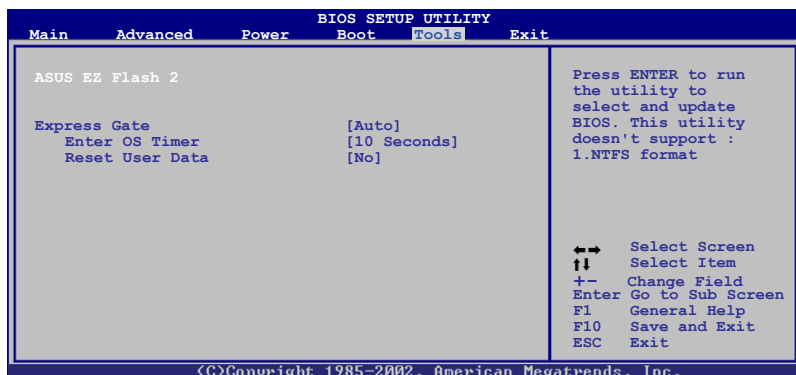 BIOS SETUP UTILITY
Main Advanced Power Boot Tools Exit
ASUS EZ Flash 2
Express Gate [Auto]
Enter OS Timer [10 Seconds]
Reset User Data [No]
Press ENTER to run
the utility to
select and update
BIOS. This utility
doesn't support :
1.NTFS format
←→ Select Screen
↑↓ Select Item
+- Change Field
Enter Go to Sub Screen
F1 General Help
F10 Save and Exit
ESC Exit
(C)Copyright 1985-2002, American Megatrends, Inc.